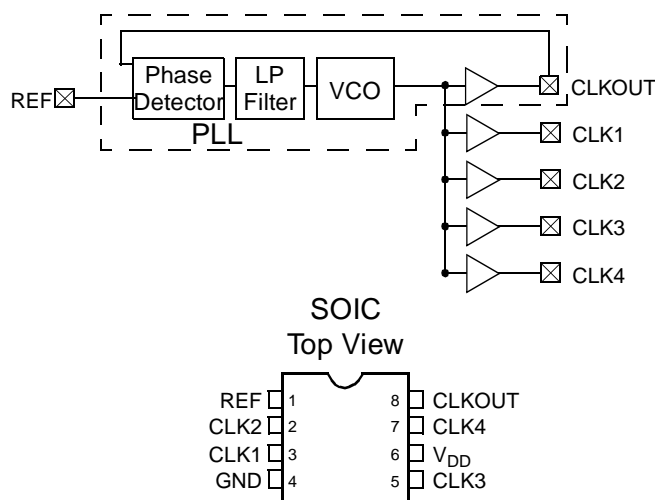 Phase Detector
LP Filter
VCO
CLKOUT
REF
PLL
CLK1
CLK2
CLK3
CLK4
SOIC
Top View
REF 1 8 CLKOUT
CLK2 2 7 CLK4
CLK1 3 6 VDD
GND 4 5 CLK3